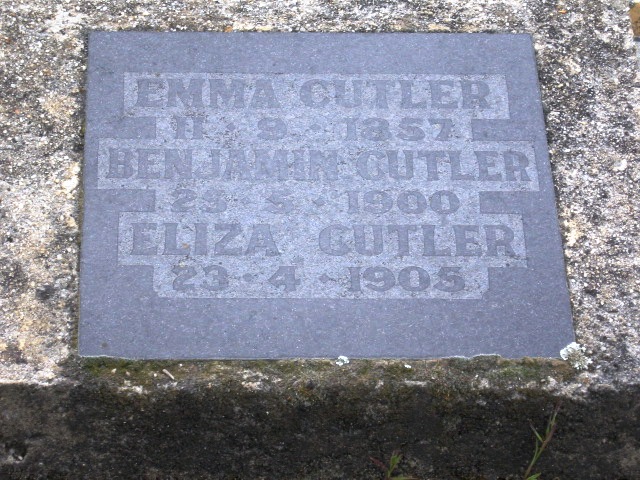 EMMA CUTLER
11 · 9 · 1857
BENJAMIN CUTLER
23 · 5 · 1900
ELIZA CUTLER
23 · 4 · 1905